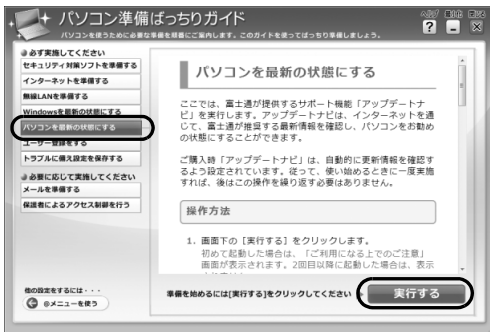 パソコン準備ばっちりガイド
パソコンを使うために必要な準備を順番にご案内します。このガイドを使ってばっちり準備しましょう。
ヘルプ 最小化 閉じる
必ず実施してください
セキュリティ対策ソフトを準備する
インターネットを準備する
無線LANを準備する
Windowsを最新の状態にする
パソコンを最新の状態にする
ユーザー登録をする
トラブルに備え設定を保存する
必要に応じて実施してください
メールを準備する
保護者によるアクセス制御を行う
他の設定をするには・・・
@メニューを使う
パソコンを最新の状態にする
ここでは、富士通が提供するサポート機能「アップデートナ
ビ」を実行します。アップデートナビは、インターネットを通
じて、富士通が推奨する最新情報を確認し、パソコンをお勧め
の状態にすることができます。
ご購入時「アップデートナビ」は、自動的に更新情報を確認す
るよう設定されています。従って、使い始めるときに一度実施
すれば、後はこの操作を繰り返す必要はありません。
操作方法
1. 画面下の［実行する］をクリックします。
初めて起動した場合は、「ご利用になる上でのご注意」
画面が表示されます。2回目以降に起動した場合は、表示
準備を始めるには[実行する]をクリックしてください
実行する